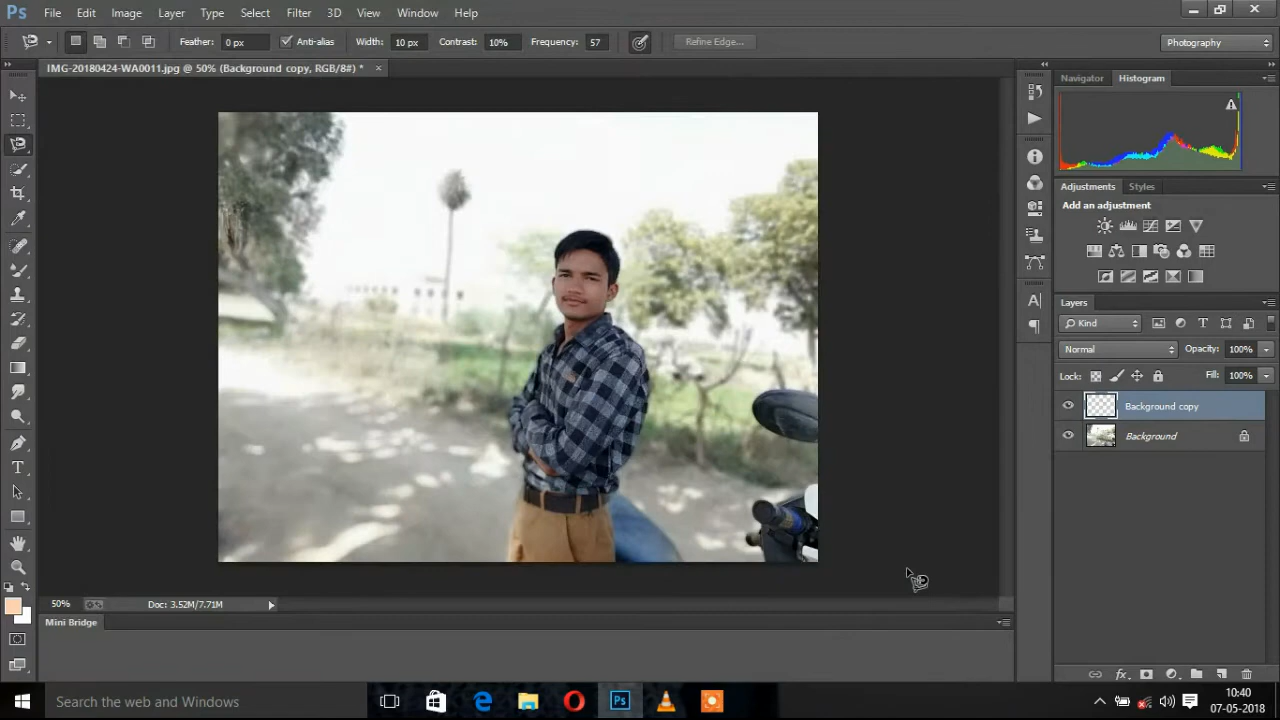 Ps File Edit Image Layer Type Select Filter 3D View Window Help
Feather: 0 px Anti-alias Width: 10 px Contrast: 10% Frequency: 57 Refine Edge... Photography
IMG-20180424-WA0011.jpg @ 50% (Background copy, RGB/8#) * ×
Navigator Histogram
Adjustments Styles
Add an adjustment
Layers
Kind
Normal Opacity: 100%
Lock: Fill: 100%
Background copy
Background
50% Doc: 3.52M/7.71M
Mini Bridge
Search the web and Windows
10:40
07-05-2018